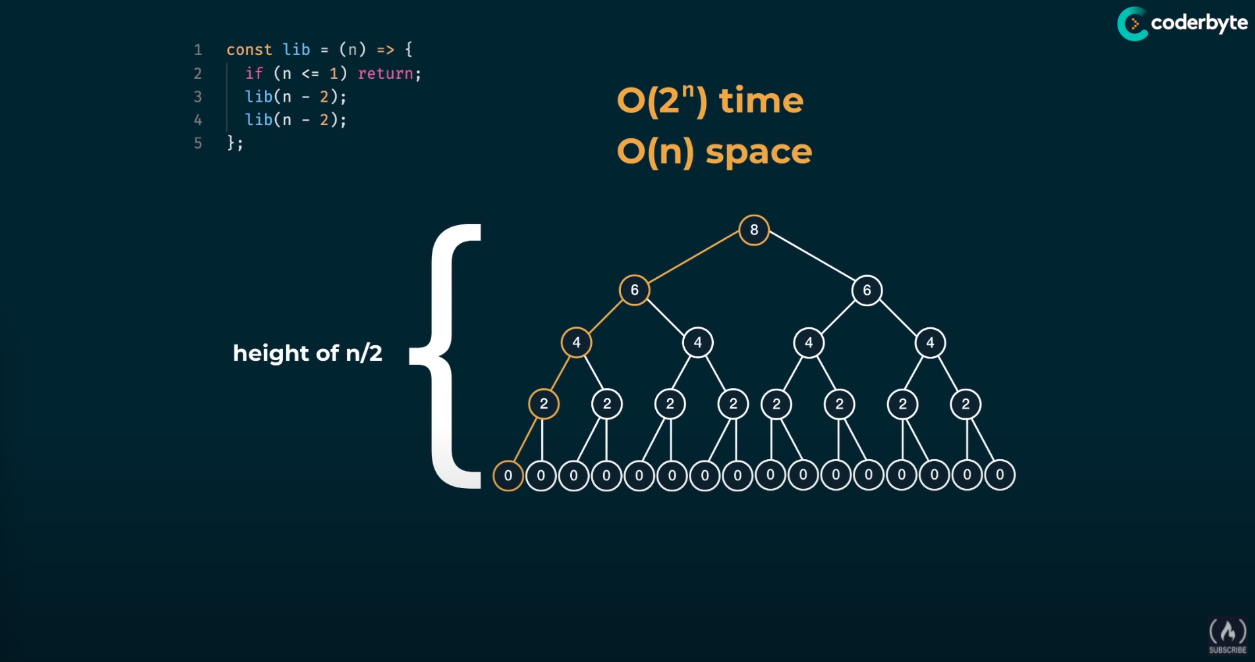 coderbyte
1 const lib = (n) => {
2 if (n <= 1) return;
3 lib(n - 2);
4 lib(n - 2);
5 };
O(2ⁿ) time
O(n) space
8
6 6
4 4 4 4
height of n/2
2 2 2 2 2 2 2 2
0 0 0 0 0 0 0 0 0 0 0 0 0 0 0 0
SUBSCRIBE